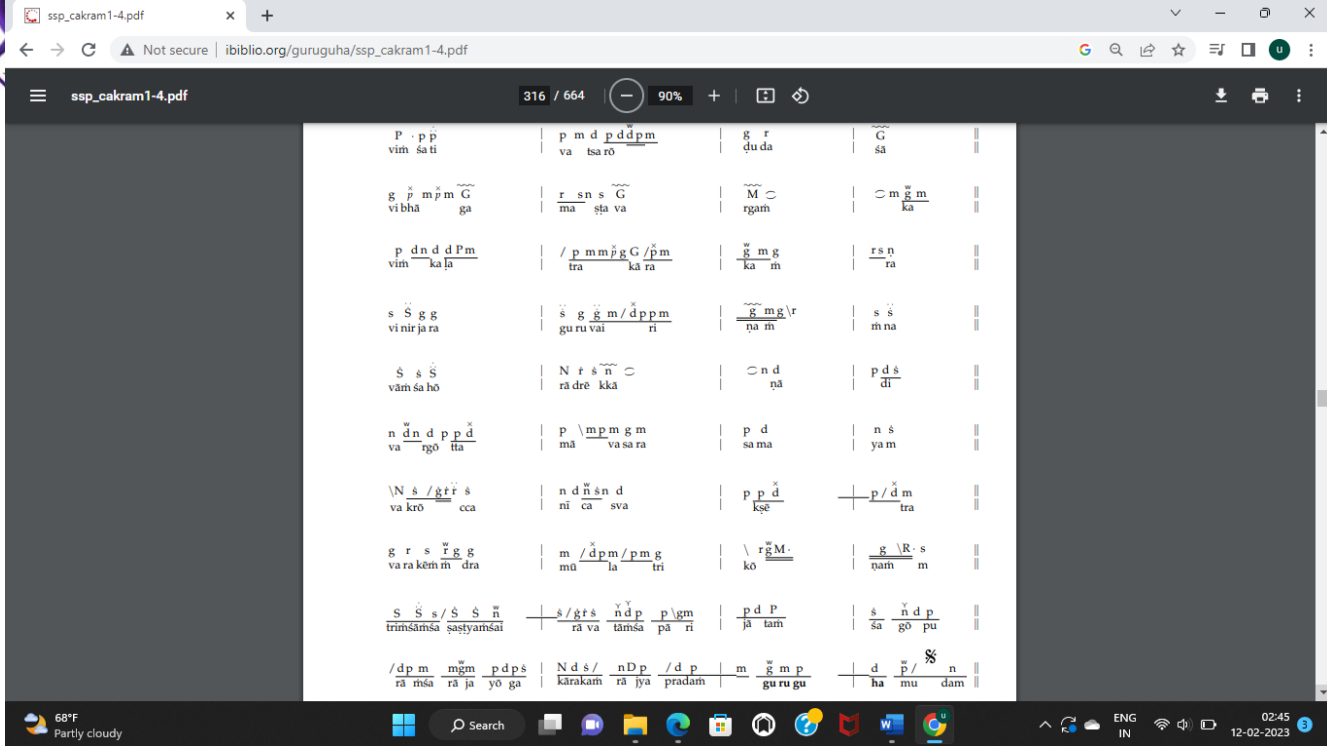 ssp_cakram1-4.pdf
Not secure ibiblio.org/guruguha/ssp_cakram1-4.pdf
u
ssp_cakram1-4.pdf 316 / 664 90%
P · p p | p m d p d d p m | g r | G ||
viṁ śa ti | va tsa rō | ḍu da | śā ||
g p m p m G | r s n s G | M | m g m ||
vi bhā ga | ma ṣṭa va | rgaṁ | ka ||
p d n d d P m | / p m m p g G / p m | g m g | r s ṇ ||
viṁ ka ḷa | tra kā ra | ka ṁ | ra ||
s Ṡ g g | ṡ g ġ m / d p p m | g m g \ r | s ṡ ||
vi nir ja ra | gu ru vai ri | ṇa ṁ | ṁ na ||
Ṡ ṡ Ṡ | N ṙ ṡ n | n d | p d ṡ ||
vāṁ śa hō | rā drē kkā | ṇā | di ||
n d n d p p d | p \ m p m g m | p d | n ṡ ||
va rgō tta | mā va sa ra | sa ma | ya m ||
\ N ṡ / ġ ṙ ṙ ṡ | n d n ṡ n d | p p d | p / d m
va krō cca | nī ca sva | kṣē | tra ||
g r s r g g | m / d p m / p m g | \ r g M · | g \ R · s ||
va ra kēṁ ṁ dra | mū la tri | kō | ṇaṁ m ||
S Ṡ s / Ṡ Ṡ n | ṡ / ġ ṙ ṡ n d p p \ g m | p d P | ṡ n d p ||
triṁśāṁśa ṣaṣṭyaṁśai | rā va tāṁśa pā ri | jā taṁ | śa gō pu ||
/ d p m m g m p d p ṡ | N d ṡ / n D p / d p | m g m p | d p / n ||
rā ṁśa rā ja yō ga | kārakaṁ rā jya pradaṁ | gu ru gu | ha mu dam ||
68°F
Partly cloudy
Search
ENG
IN
02:45
12-02-2023
3